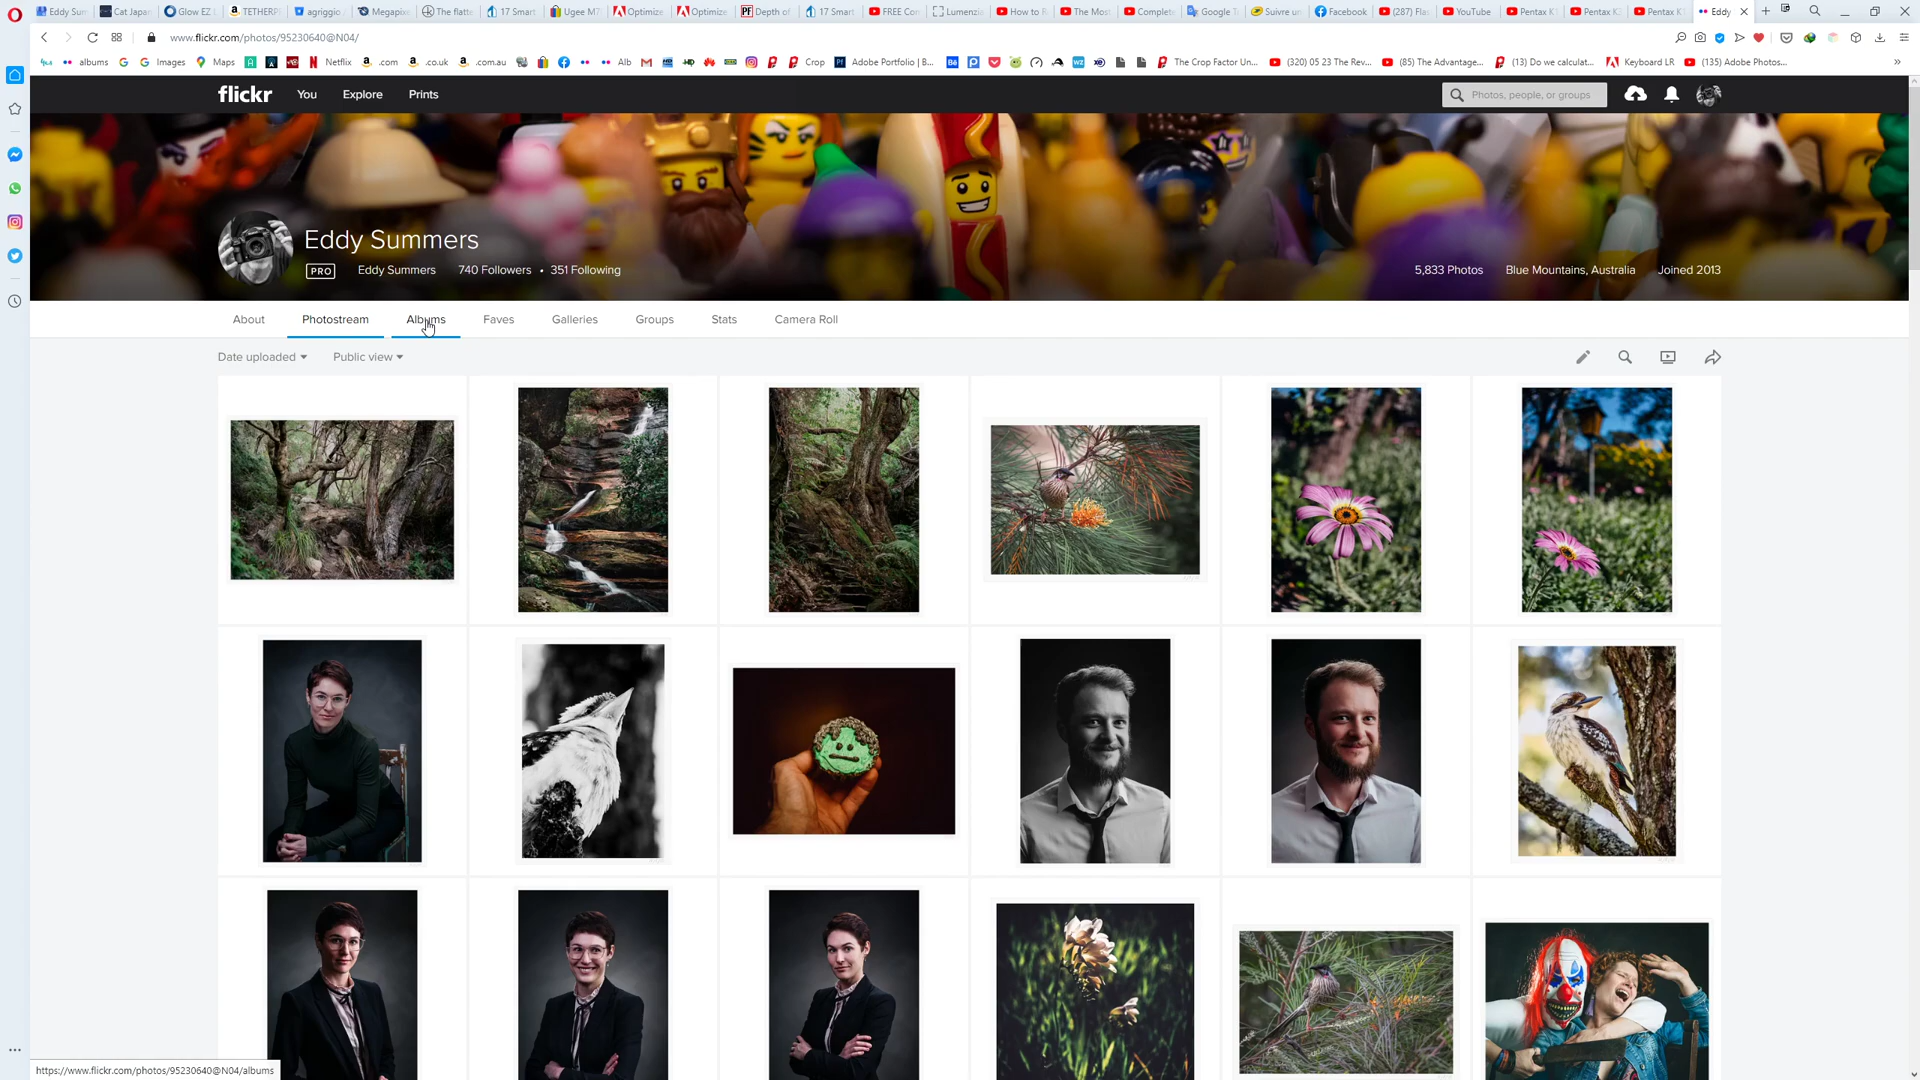 Eddy Sum
Cat Japan
Glow EZ
TETHERP
agriggio
Megapixe
The flatte
17 Smart
Ugee M7
Optimize
Optimize
Depth of
17 Smart
FREE Con
Lumenzia
How to R
The Most
Complete
Google T
Suivre un
Facebook
(287) Fla
YouTube
Pentax K1
Pentax K
Pentax K
Eddy
www.flickr.com/photos/95230640@N04/
albums
Images
Maps
Netflix
.com
.co.uk
.com.au
Alb
Crop
Adobe Portfolio | B...
The Crop Factor Un...
(320) 05 23 The Rev...
(85) The Advantage...
(13) Do we calculat...
Keyboard LR
(135) Adobe Photos...
flickr You Explore Prints
Photos, people, or groups
Eddy Summers
PRO Eddy Summers 740 Followers • 351 Following
5,833 Photos Blue Mountains, Australia Joined 2013
About Photostream Albums Faves Galleries Groups Stats Camera Roll
Date uploaded Public view
https://www.flickr.com/photos/95230640@N04/albums